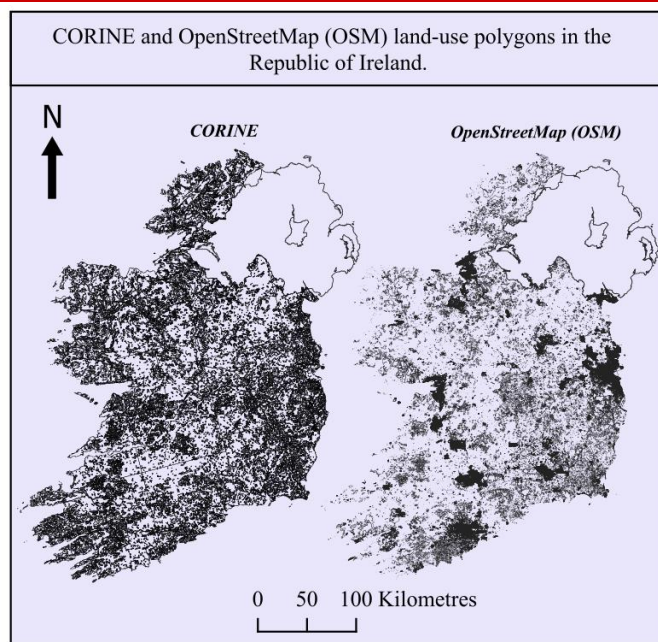 CORINE and OpenStreetMap (OSM) land-use polygons in the
Republic of Ireland.
N
CORINE
OpenStreetMap (OSM)
0 50 100 Kilometres